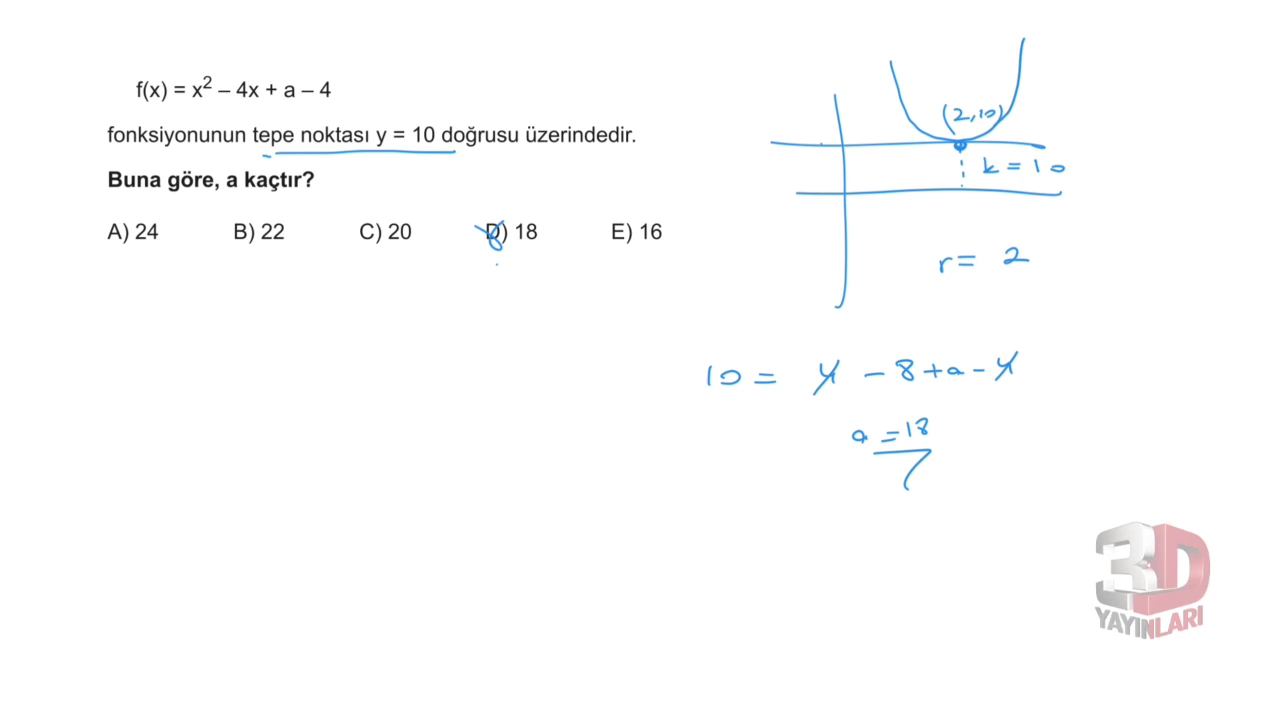 f(x) = x² – 4x + a – 4
fonksiyonunun tepe noktası y = 10 doğrusu üzerindedir.
Buna göre, a kaçtır?
A) 24 B) 22 C) 20 D) 18 E) 16
(2,10)
k = 10
r = 2
10 = 4 – 8 + a – 4
a = 18
3D
YAYINLARI